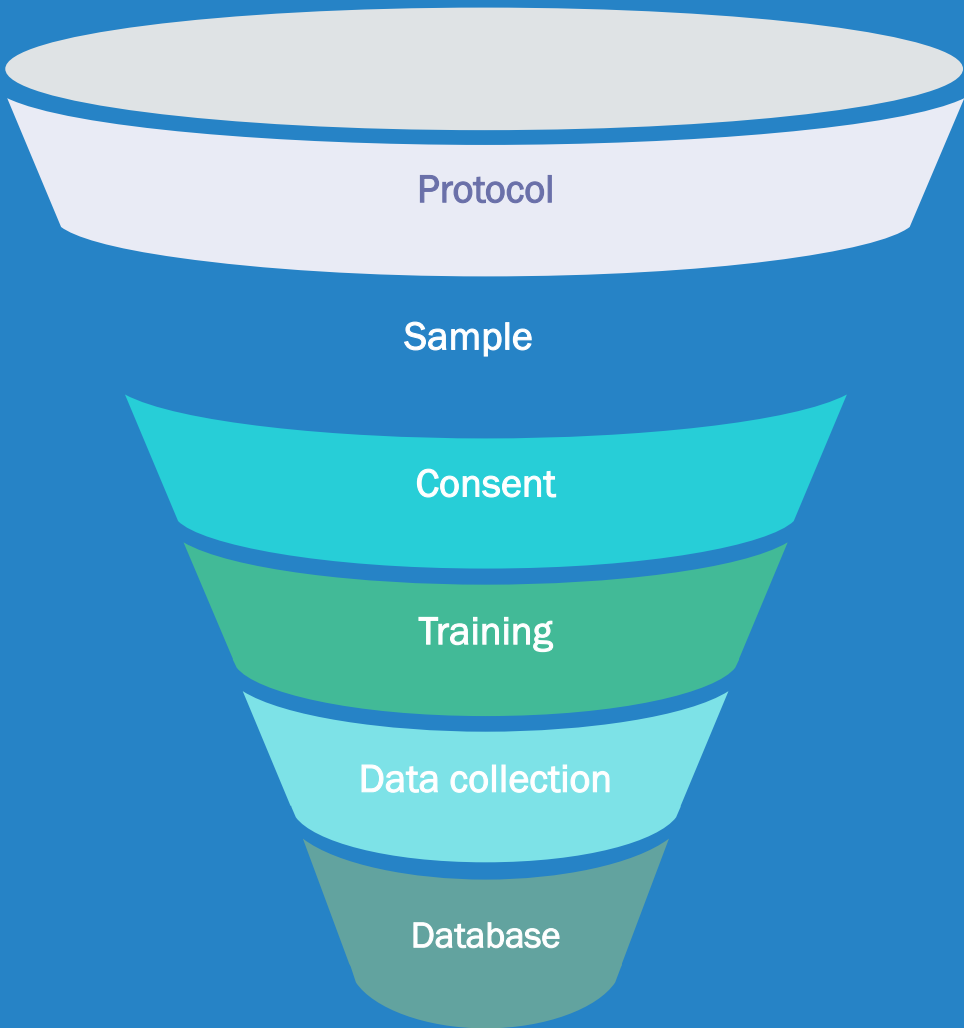 Protocol
Sample
Consent
Training
Data collection
Database